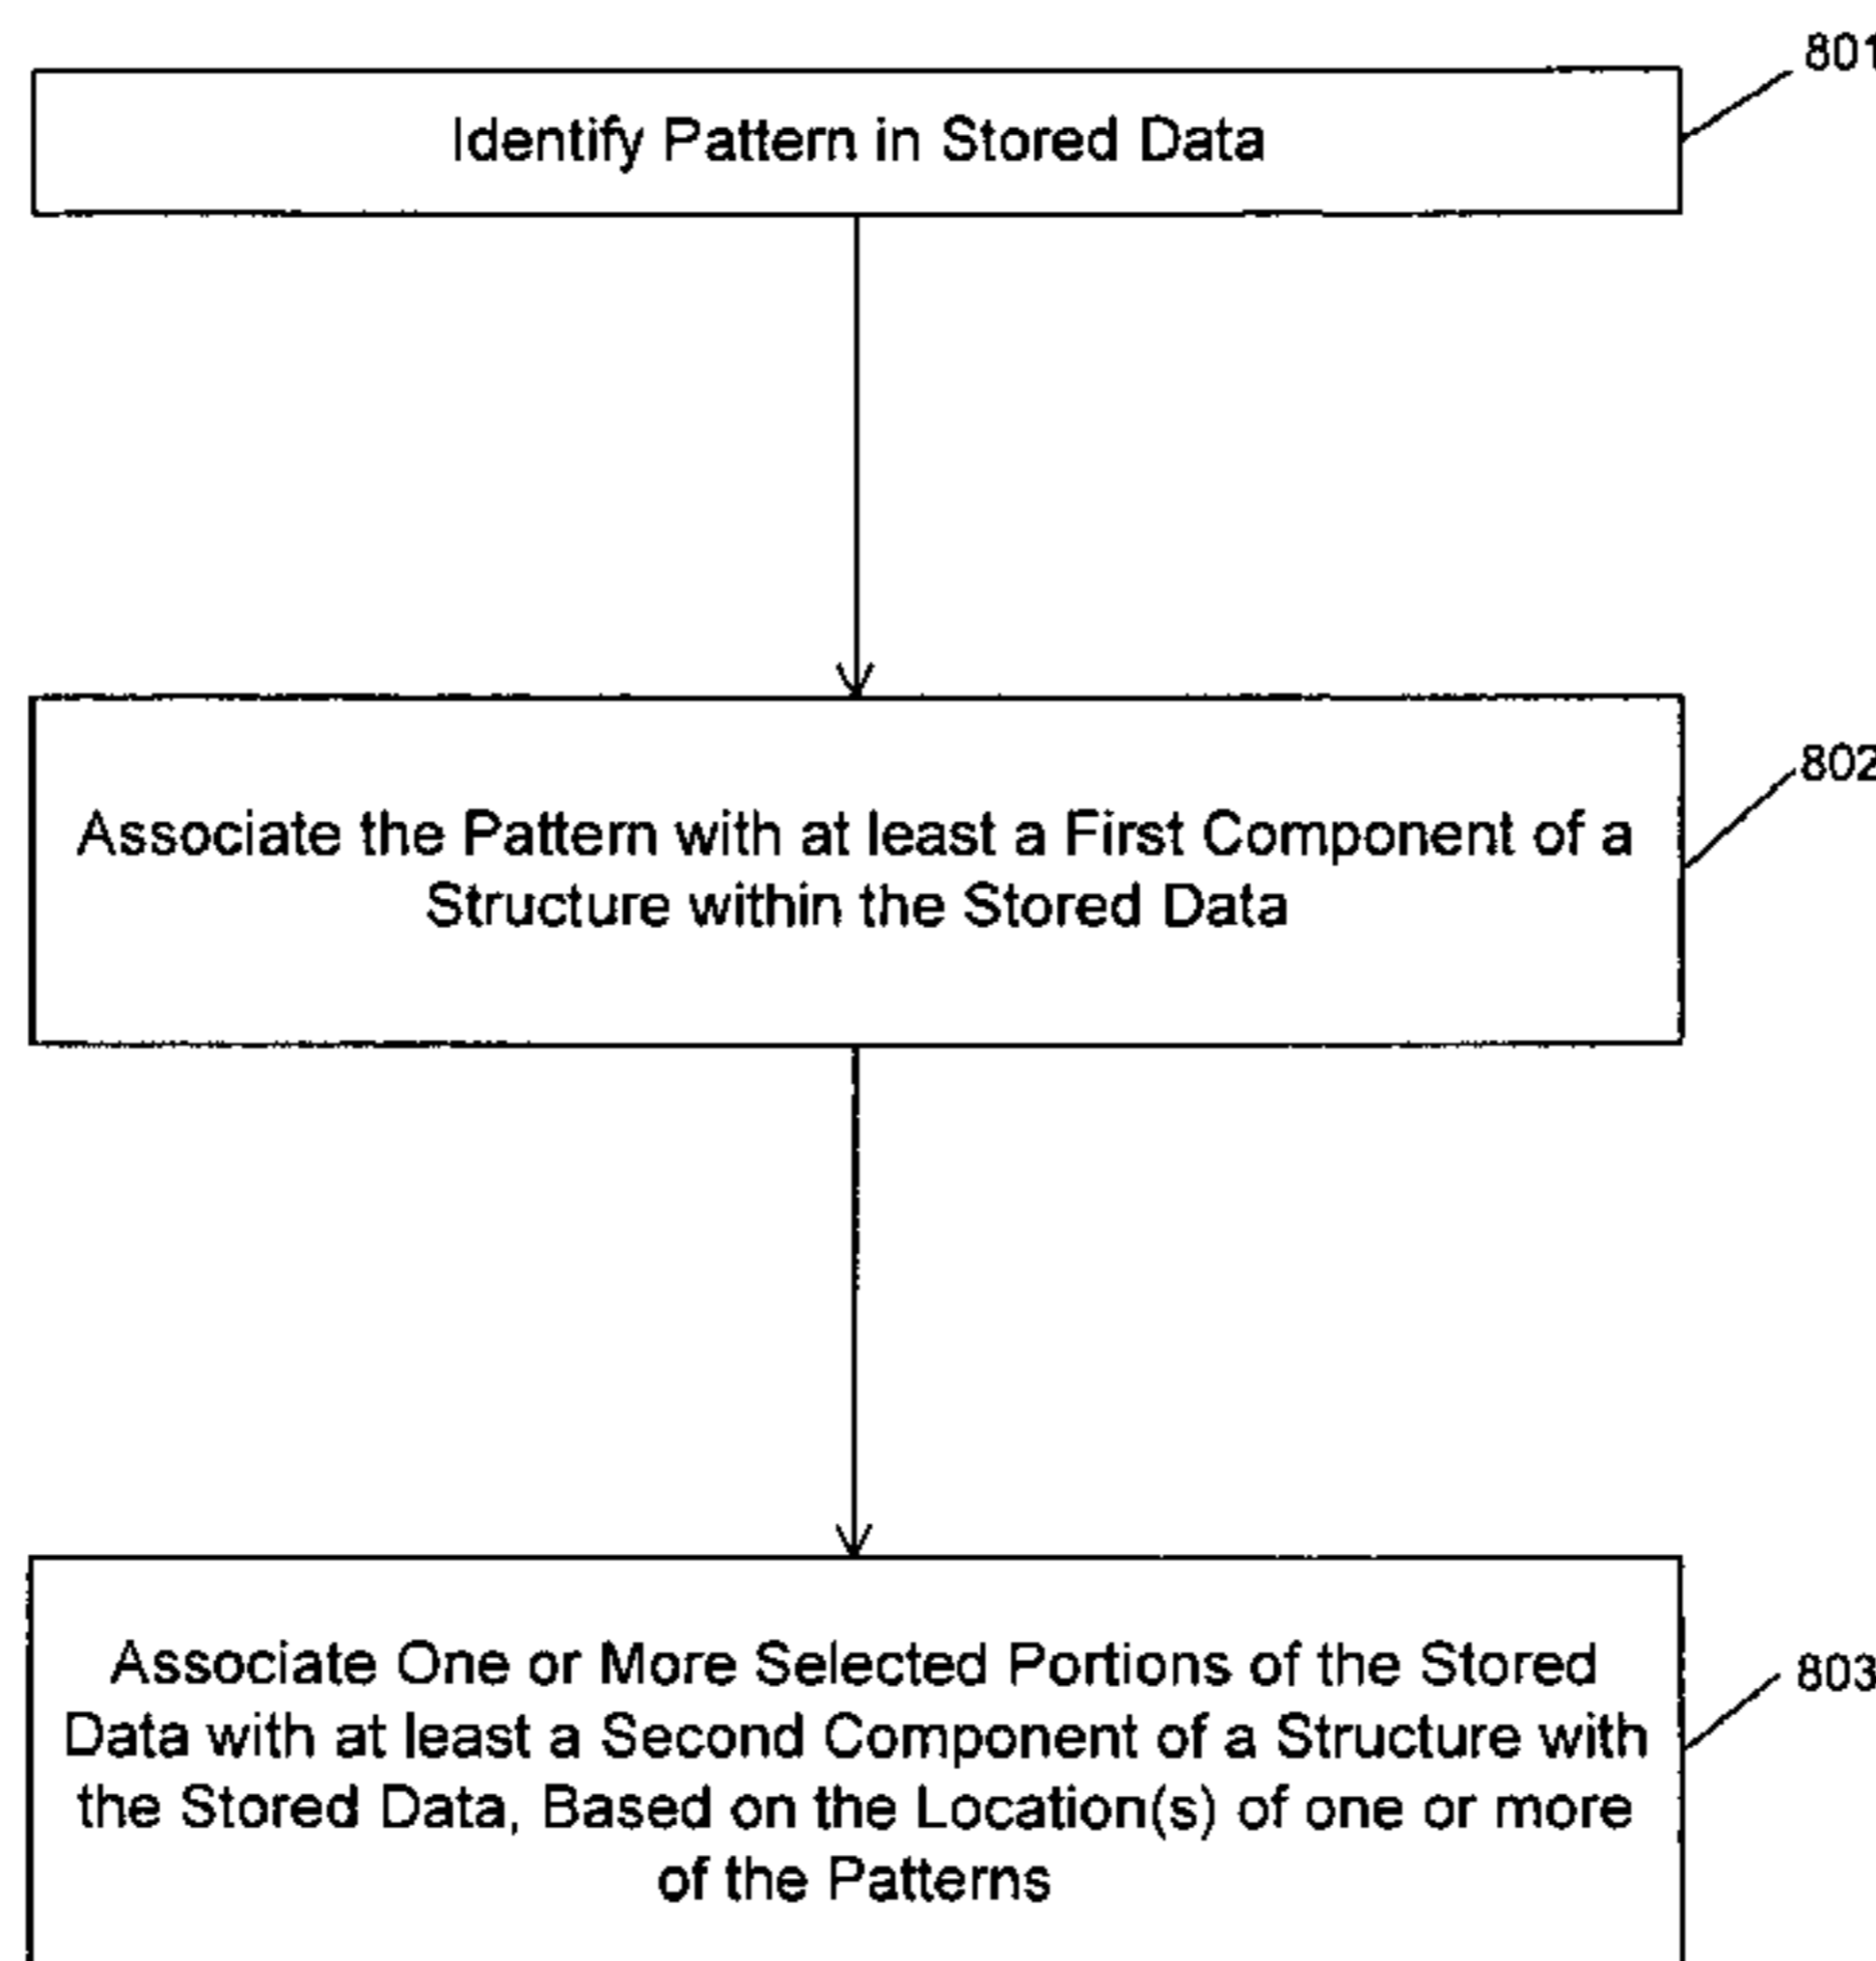 801
Identify Pattern in Stored Data
802
Associate the Pattern with at least a First Component of a
Structure within the Stored Data
803
Associate One or More Selected Portions of the Stored
Data with at least a Second Component of a Structure with
the Stored Data, Based on the Location(s) of one or more
of the Patterns